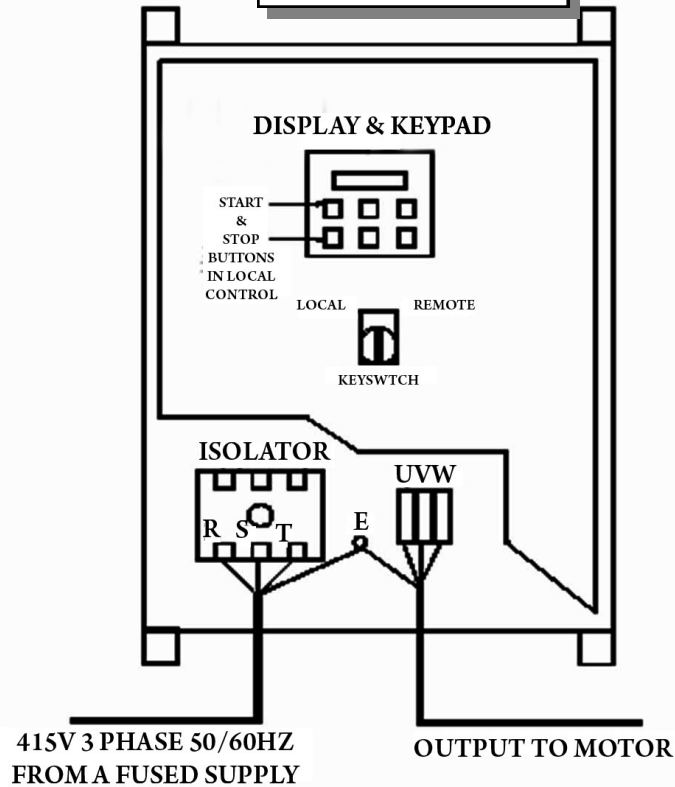 DISPLAY & KEYPAD
START
&
STOP
BUTTONS
IN LOCAL
CONTROL
LOCAL
REMOTE
KEYSWTCH
ISOLATOR
R S T
E
UVW
415V 3 PHASE 50/60HZ
FROM A FUSED SUPPLY
OUTPUT TO MOTOR